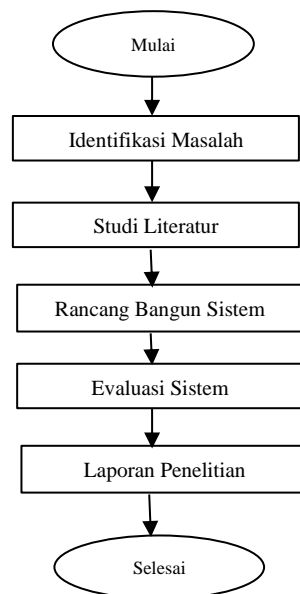 Mulai
Identifikasi Masalah
Studi Literatur
Rancang Bangun Sistem
Evaluasi Sistem
Laporan Penelitian
Selesai